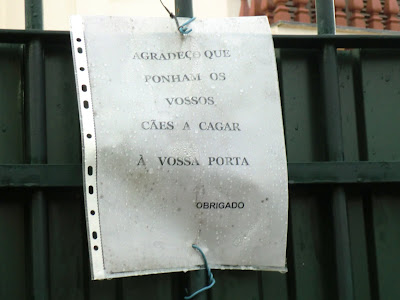 AGRADEÇO QUE
PONHAM OS
VOSSOS
CÃES A CAGAR
À VOSSA PORTA
OBRIGADO